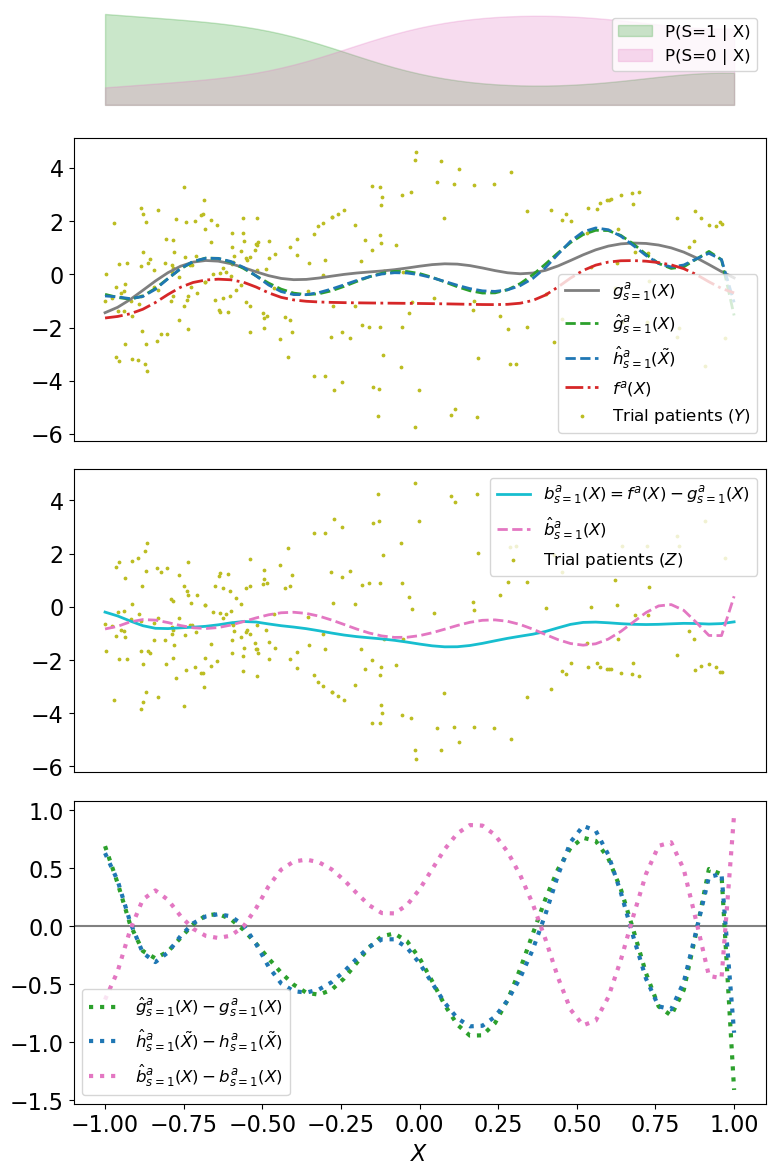 P(S=1 | X)
P(S=0 | X)
4
2
0
−2
−4
−6
g^a_{s=1}(X)
ĝ^a_{s=1}(X)
ĥ^a_{s=1}(X̃)
f^a(X)
Trial patients (Y)
4
2
0
−2
−4
−6
b^a_{s=1}(X) = f^a(X) − g^a_{s=1}(X)
b̂^a_{s=1}(X)
Trial patients (Z)
1.0
0.5
0.0
−0.5
−1.0
−1.5
ĝ^a_{s=1}(X) − g^a_{s=1}(X)
ĥ^a_{s=1}(X̃) − h^a_{s=1}(X̃)
b̂^a_{s=1}(X) − b^a_{s=1}(X)
−1.00 −0.75 −0.50 −0.25 0.00 0.25 0.50 0.75 1.00
X